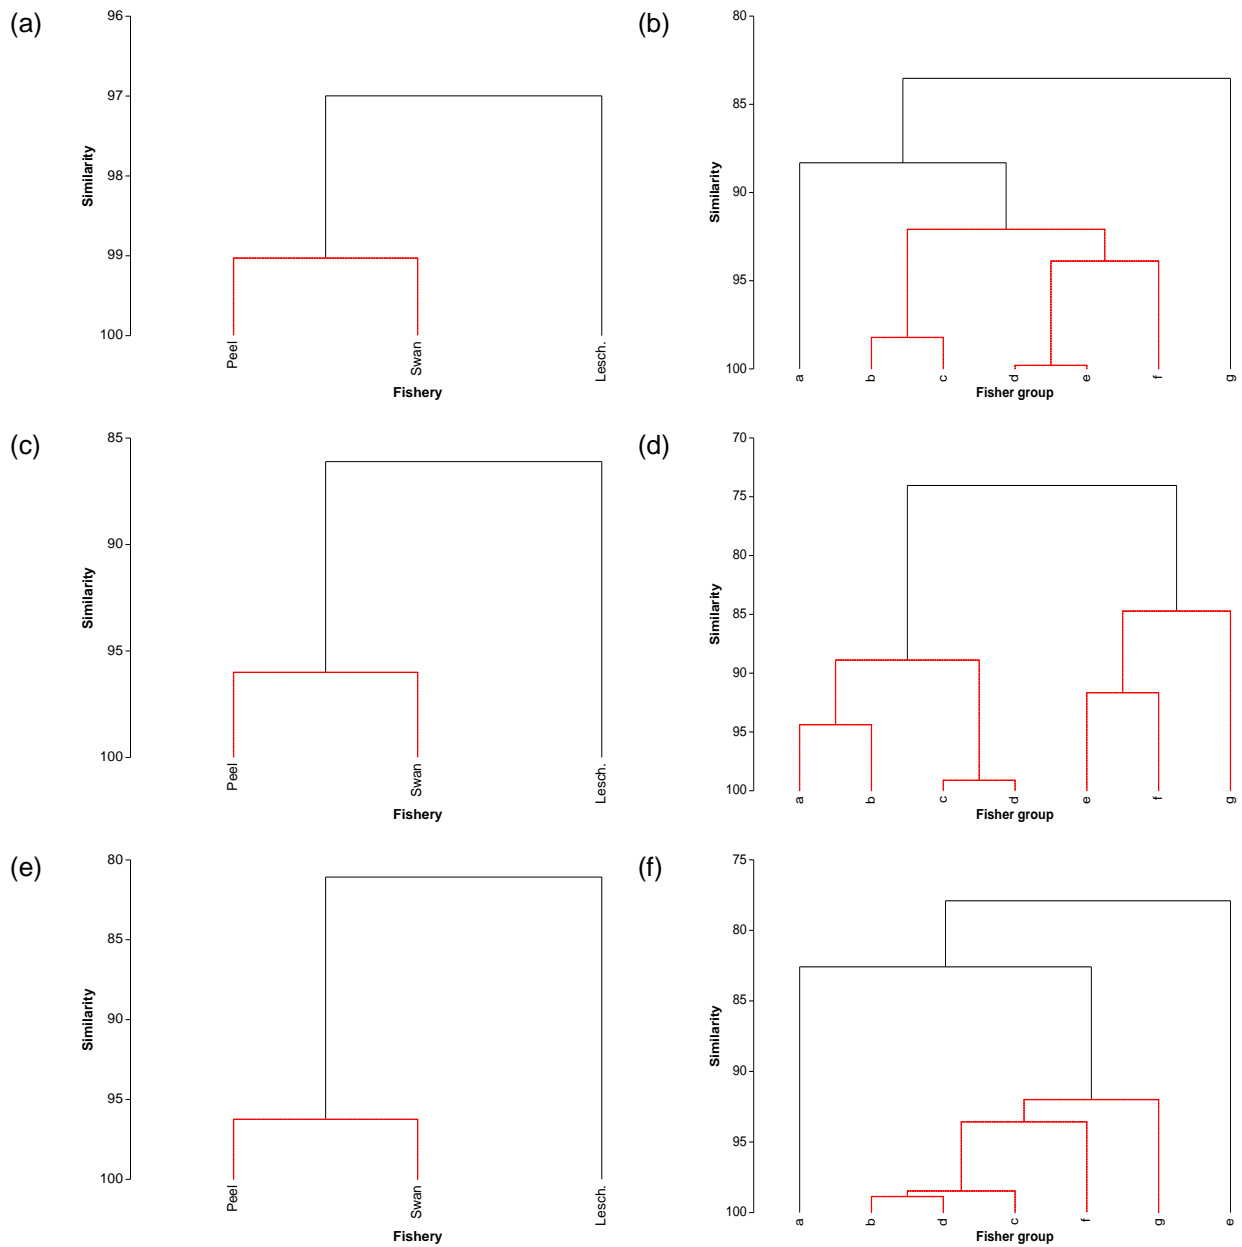 (a)
96
97
98
99
100
Similarity
Peel
Swan
Lesch.
Fishery
(b)
80
85
90
95
100
Similarity
a
b
c
d
e
f
g
Fisher group
(c)
85
90
95
100
Similarity
Peel
Swan
Lesch.
Fishery
(d)
70
75
80
85
90
95
100
Similarity
a
b
c
d
e
f
g
Fisher group
(e)
80
85
90
95
100
Similarity
Peel
Swan
Lesch.
Fishery
(f)
75
80
85
90
95
100
Similarity
a
b
d
c
f
g
e
Fisher group